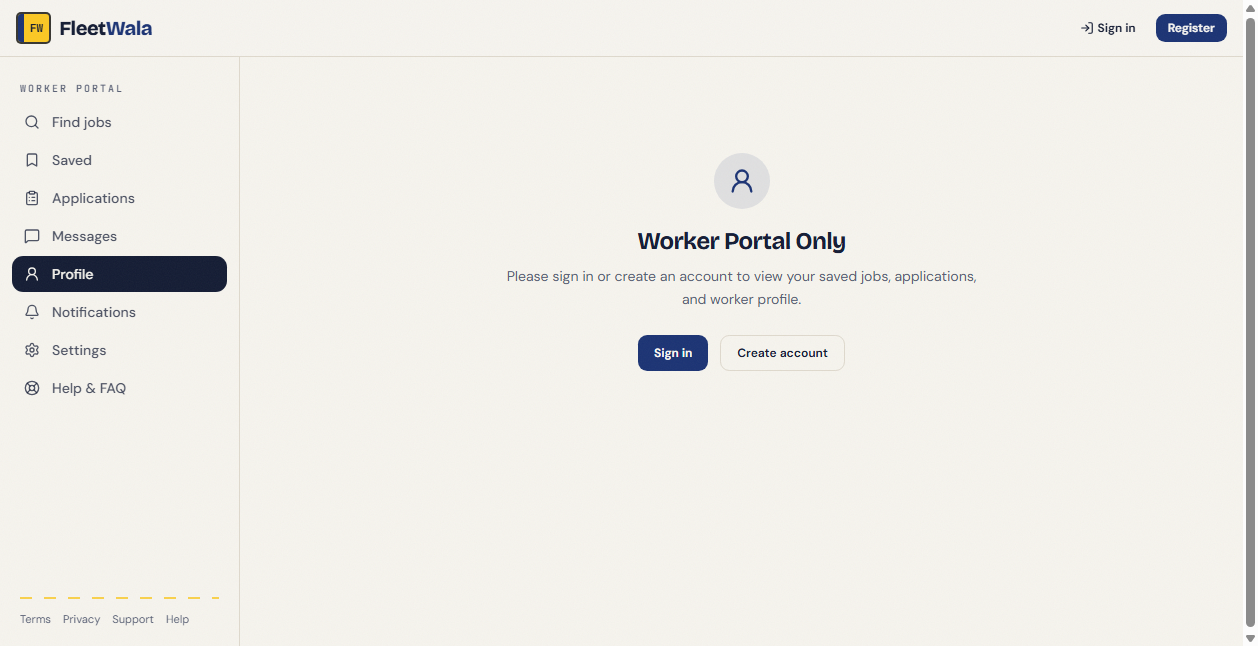 FW FleetWala
Sign in
Register
WORKER PORTAL
Find jobs
Saved
Applications
Messages
Profile
Notifications
Settings
Help & FAQ
Worker Portal Only
Please sign in or create an account to view your saved jobs, applications,
and worker profile.
Sign in
Create account
Terms Privacy Support Help